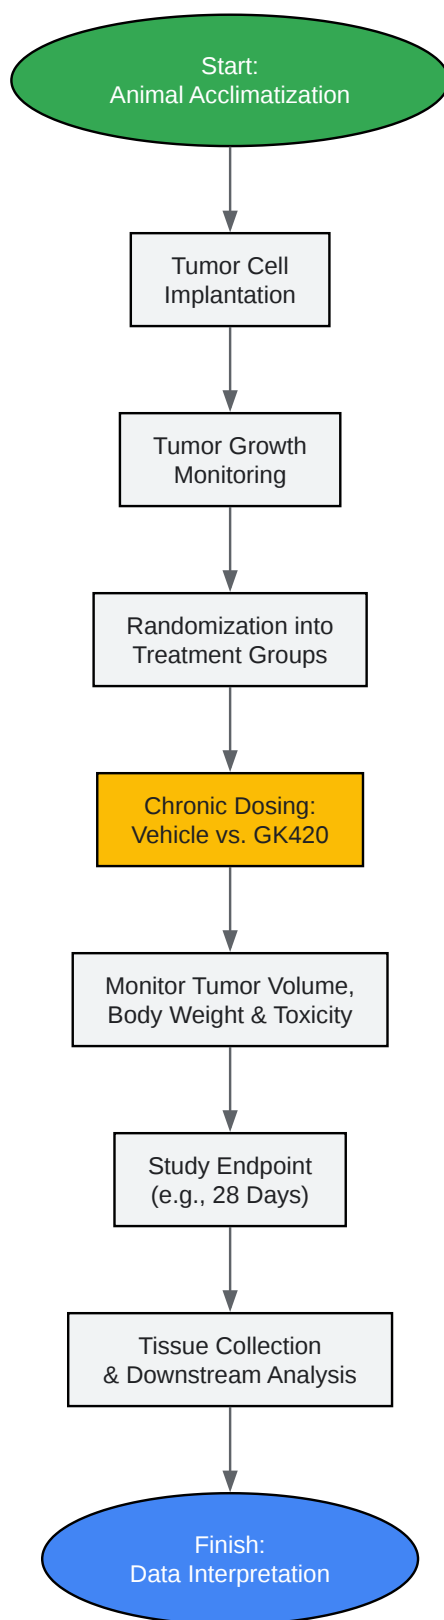 Start:
Animal Acclimatization
Tumor Cell
Implantation
Tumor Growth
Monitoring
Randomization into
Treatment Groups
Chronic Dosing:
Vehicle vs. GK420
Monitor Tumor Volume,
Body Weight & Toxicity
Study Endpoint
(e.g., 28 Days)
Tissue Collection
& Downstream Analysis
Finish:
Data Interpretation